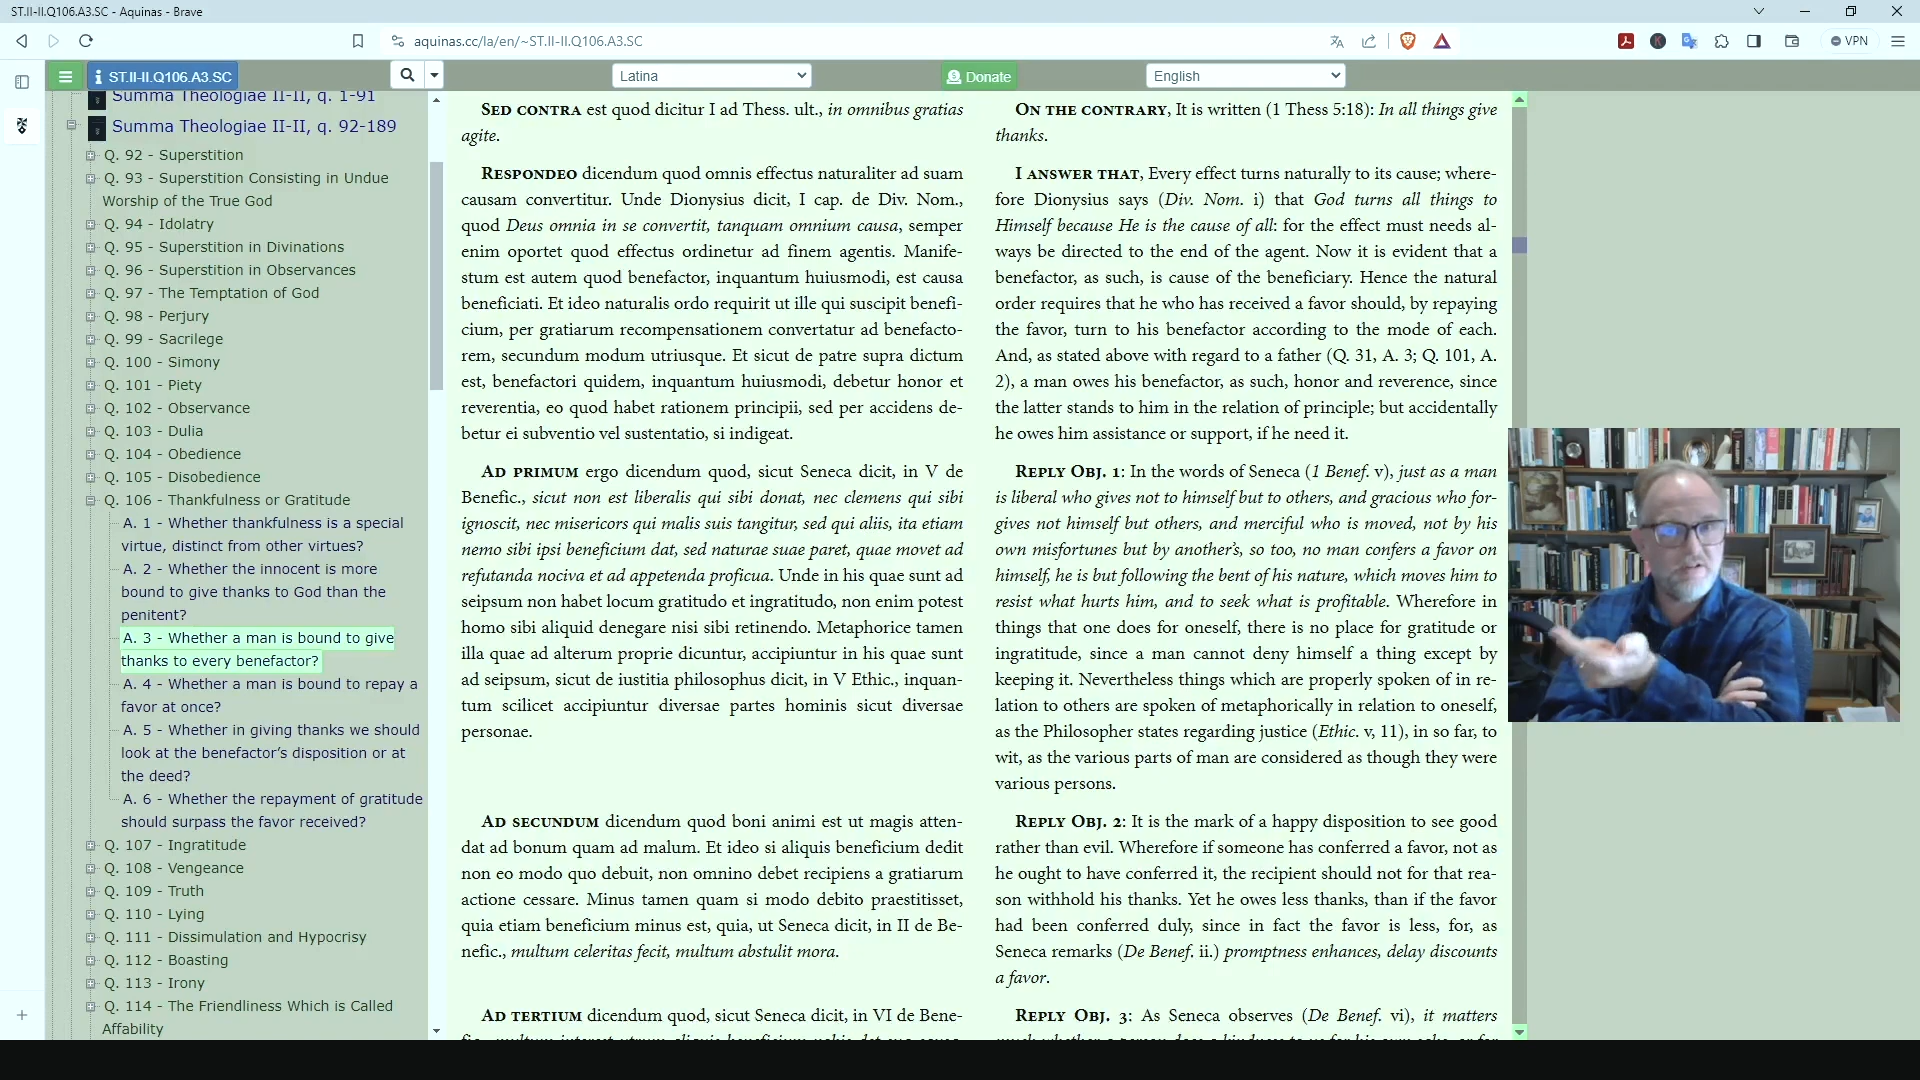 ST.II-II.Q106.A3.SC - Aquinas - Brave
aquinas.cc/la/en/~ST.II-II.Q106.A3.SC
VPN
ST.II-II.Q106.A3.SC
Latina
Donate
English
Summa Theologiae II-II, q. 1-91
Summa Theologiae II-II, q. 92-189
Q. 92 - Superstition
Q. 93 - Superstition Consisting in Undue
Worship of the True God
Q. 94 - Idolatry
Q. 95 - Superstition in Divinations
Q. 96 - Superstition in Observances
Q. 97 - The Temptation of God
Q. 98 - Perjury
Q. 99 - Sacrilege
Q. 100 - Simony
Q. 101 - Piety
Q. 102 - Observance
Q. 103 - Dulia
Q. 104 - Obedience
Q. 105 - Disobedience
Q. 106 - Thankfulness or Gratitude
A. 1 - Whether thankfulness is a special
virtue, distinct from other virtues?
A. 2 - Whether the innocent is more
bound to give thanks to God than the
penitent?
A. 3 - Whether a man is bound to give
thanks to every benefactor?
A. 4 - Whether a man is bound to repay a
favor at once?
A. 5 - Whether in giving thanks we should
look at the benefactor’s disposition or at
the deed?
A. 6 - Whether the repayment of gratitude
should surpass the favor received?
Q. 107 - Ingratitude
Q. 108 - Vengeance
Q. 109 - Truth
Q. 110 - Lying
Q. 111 - Dissimulation and Hypocrisy
Q. 112 - Boasting
Q. 113 - Irony
Q. 114 - The Friendliness Which is Called
Affability
SED CONTRA est quod dicitur I ad Thess. ult., in omnibus gratias
agite.
RESPONDEO dicendum quod omnis effectus naturaliter ad suam
causam convertitur. Unde Dionysius dicit, I cap. de Div. Nom.,
quod Deus omnia in se convertit, tanquam omnium causa, semper
enim oportet quod effectus ordinetur ad finem agentis. Manife-
stum est autem quod benefactor, inquantum huiusmodi, est causa
beneficiati. Et ideo naturalis ordo requirit ut ille qui suscipit benefi-
cium, per gratiarum recompensationem convertatur ad benefacto-
rem, secundum modum utriusque. Et sicut de patre supra dictum
est, benefactori quidem, inquantum huiusmodi, debetur honor et
reverentia, eo quod habet rationem principii, sed per accidens de-
betur ei subventio vel sustentatio, si indigeat.
AD PRIMUM ergo dicendum quod, sicut Seneca dicit, in V de
Benefic., sicut non est liberalis qui sibi donat, nec clemens qui sibi
ignoscit, nec misericors qui malis suis tangitur, sed qui aliis, ita etiam
nemo sibi ipsi beneficium dat, sed naturae suae paret, quae movet ad
refutanda nociva et ad appetenda proficua. Unde in his quae sunt ad
seipsum non habet locum gratitudo et ingratitudo, non enim potest
homo sibi aliquid denegare nisi sibi retinendo. Metaphorice tamen
illa quae ad alterum proprie dicuntur, accipiuntur in his quae sunt
ad seipsum, sicut de iustitia philosophus dicit, in V Ethic., inquan-
tum scilicet accipiuntur diversae partes hominis sicut diversae
personae.
AD SECUNDUM dicendum quod boni animi est ut magis atten-
dat ad bonum quam ad malum. Et ideo si aliquis beneficium dedit
non eo modo quo debuit, non omnino debet recipiens a gratiarum
actione cessare. Minus tamen quam si modo debito praestitisset,
quia etiam beneficium minus est, quia, ut Seneca dicit, in II de Be-
nefic., multum celeritas fecit, multum abstulit mora.
AD TERTIUM dicendum quod, sicut Seneca dicit, in VI de Bene-
ON THE CONTRARY, It is written (1 Thess 5:18): In all things give
thanks.
I ANSWER THAT, Every effect turns naturally to its cause; where-
fore Dionysius says (Div. Nom. i) that God turns all things to
Himself because He is the cause of all: for the effect must needs al-
ways be directed to the end of the agent. Now it is evident that a
benefactor, as such, is cause of the beneficiary. Hence the natural
order requires that he who has received a favor should, by repaying
the favor, turn to his benefactor according to the mode of each.
And, as stated above with regard to a father (Q. 31, A. 3; Q. 101, A.
2), a man owes his benefactor, as such, honor and reverence, since
the latter stands to him in the relation of principle; but accidentally
he owes him assistance or support, if he need it.
REPLY OBJ. 1: In the words of Seneca (1 Benef. v), just as a man
is liberal who gives not to himself but to others, and gracious who for-
gives not himself but others, and merciful who is moved, not by his
own misfortunes but by another’s, so too, no man confers a favor on
himself, he is but following the bent of his nature, which moves him to
resist what hurts him, and to seek what is profitable. Wherefore in
things that one does for oneself, there is no place for gratitude or
ingratitude, since a man cannot deny himself a thing except by
keeping it. Nevertheless things which are properly spoken of in re-
lation to others are spoken of metaphorically in relation to oneself,
as the Philosopher states regarding justice (Ethic. v, 11), in so far, to
wit, as the various parts of man are considered as though they were
various persons.
REPLY OBJ. 2: It is the mark of a happy disposition to see good
rather than evil. Wherefore if someone has conferred a favor, not as
he ought to have conferred it, the recipient should not for that rea-
son withhold his thanks. Yet he owes less thanks, than if the favor
had been conferred duly, since in fact the favor is less, for, as
Seneca remarks (De Benef. ii.) promptness enhances, delay discounts
a favor.
REPLY OBJ. 3: As Seneca observes (De Benef. vi), it matters